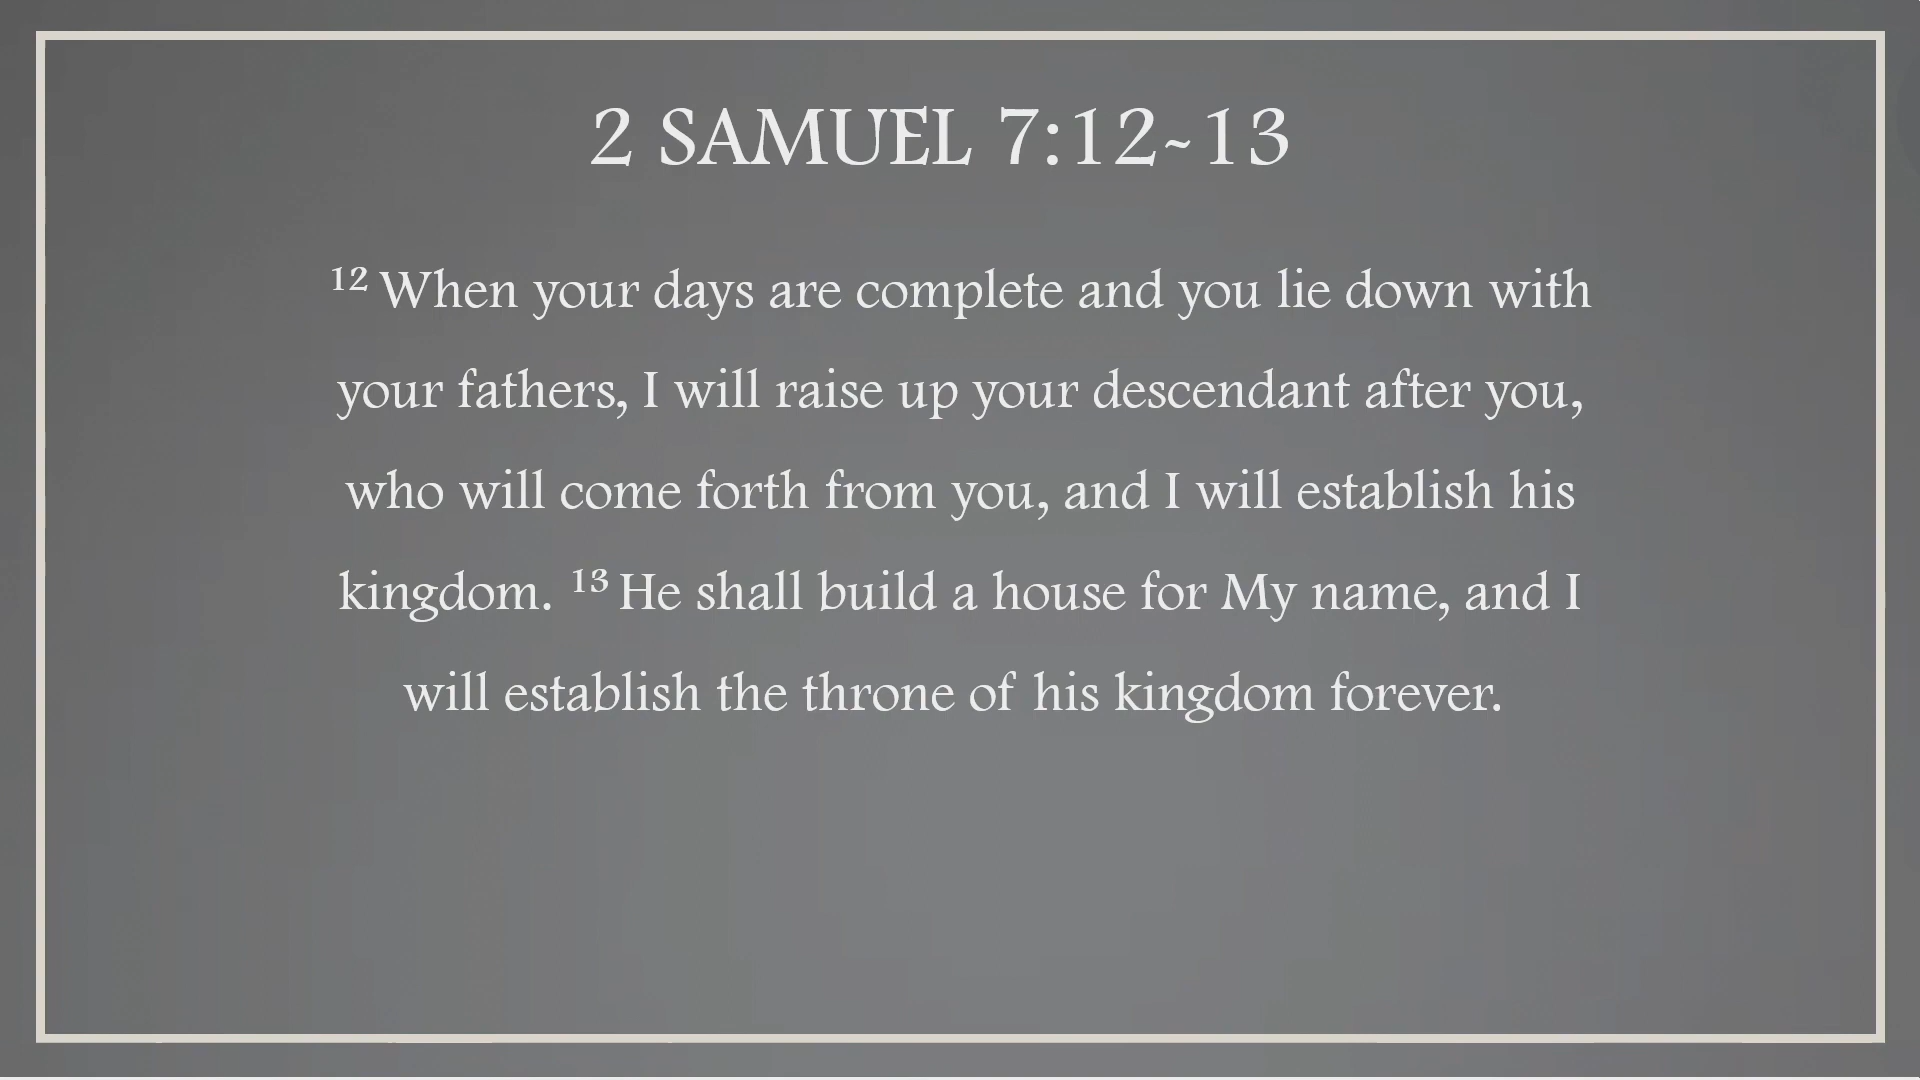 2 SAMUEL 7:12~13
¹² When your days are complete and you lie down with
your fathers, I will raise up your descendant after you,
who will come forth from you, and I will establish his
kingdom. ¹³ He shall build a house for My name, and I
will establish the throne of his kingdom forever.